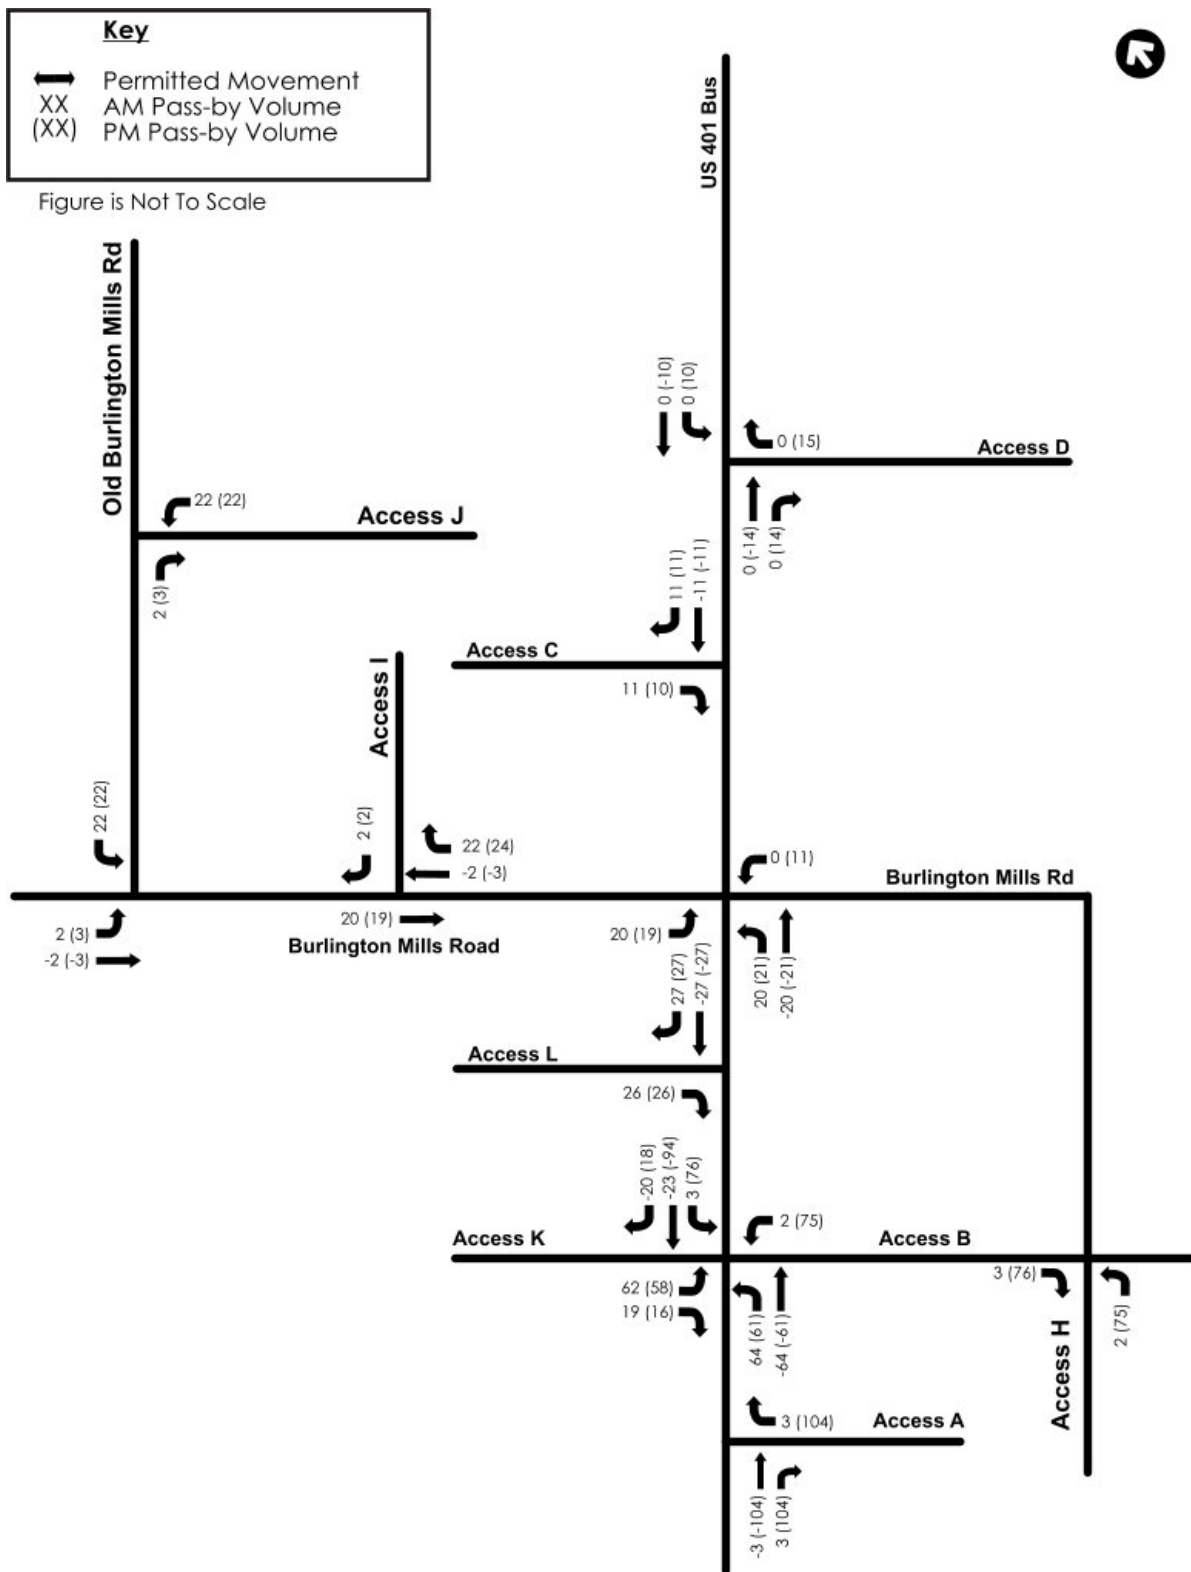 Key
Permitted Movement
XX AM Pass-by Volume
(XX) PM Pass-by Volume
Figure is Not To Scale
US 401 Bus
Old Burlington Mills Rd
0 (-10)
0 (10)
0 (15)
Access D
22 (22)
Access J
0 (-14)
0 (14)
2 (3)
11 (11)
-11 (-11)
Access C
Access I
11 (10)
22 (22)
2 (2)
22 (24)
-2 (-3)
0 (11)
Burlington Mills Rd
2 (3)
-2 (-3)
20 (19)
Burlington Mills Road
20 (19)
20 (21)
-20 (-21)
27 (27)
-27 (-27)
Access L
26 (26)
-20 (18)
-23 (-94)
3 (76)
2 (75)
Access K
Access B
62 (58)
19 (16)
64 (61)
-64 (-61)
3 (76)
2 (75)
Access H
3 (104)
Access A
-3 (-104)
3 (104)